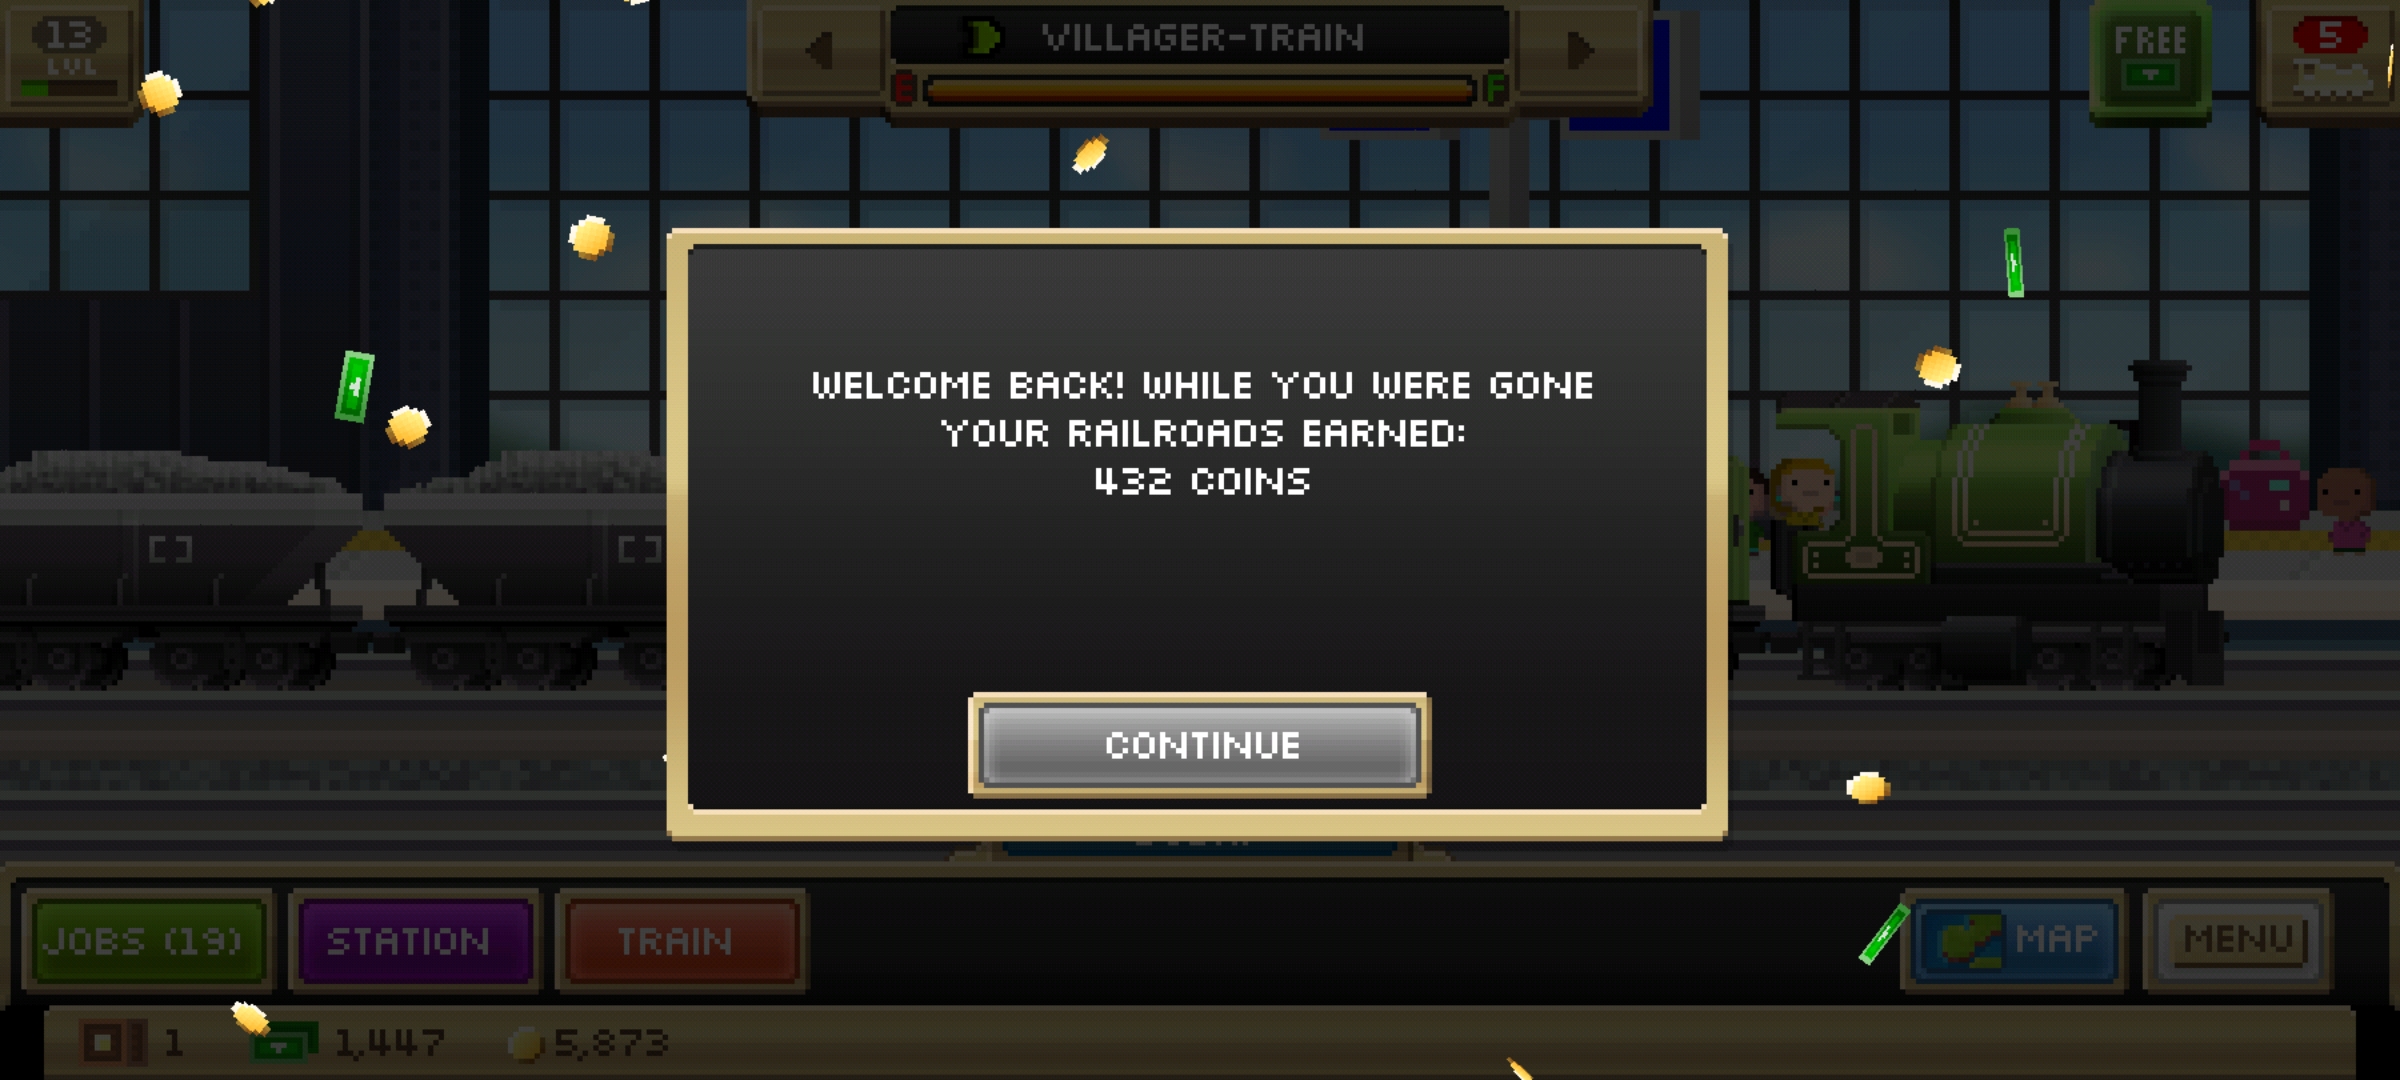 13
LVL
VILLAGER-TRAIN
E F
FREE
5
WELCOME BACK! WHILE YOU WERE GONE
YOUR RAILROADS EARNED:
432 COINS
CONTINUE
JOBS (19)
STATION
TRAIN
MAP
MENU
1
1,447
5,873